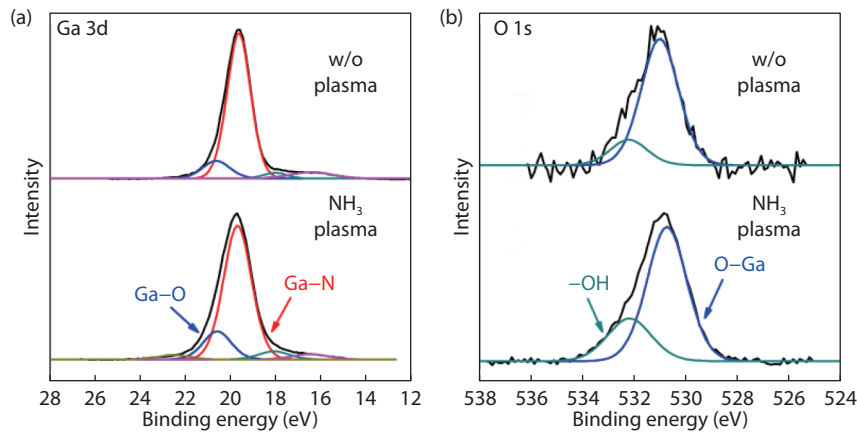 (a)
Ga 3d
w/o
plasma
NH₃
plasma
Ga−O
Ga−N
Intensity
28 26 24 22 20 18 16 14 12
Binding energy (eV)
(b)
O 1s
w/o
plasma
NH₃
plasma
−OH
O−Ga
Intensity
538 536 534 532 530 528 526 524
Binding energy (eV)